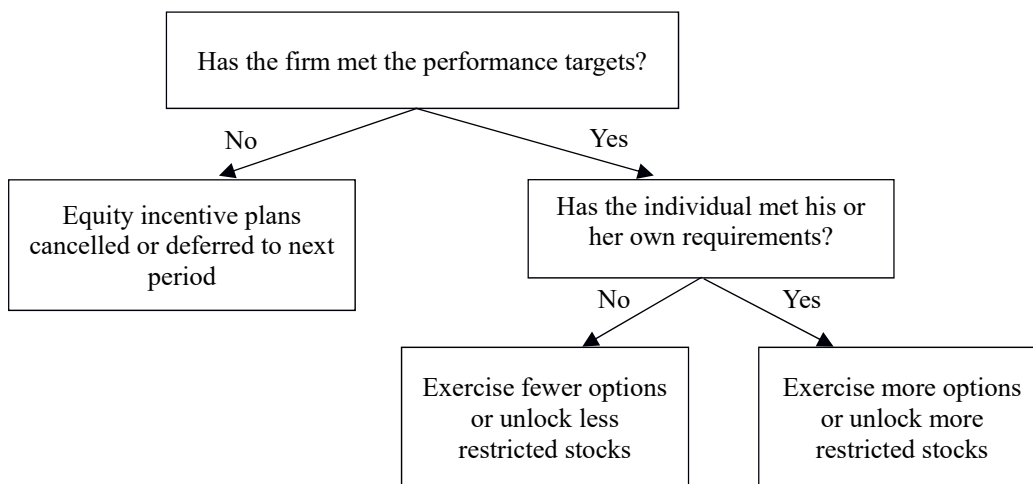 Has the firm met the performance targets?
No
Yes
Equity incentive plans
cancelled or deferred to next
period
Has the individual met his or
her own requirements?
No
Yes
Exercise fewer options
or unlock less
restricted stocks
Exercise more options
or unlock more
restricted stocks